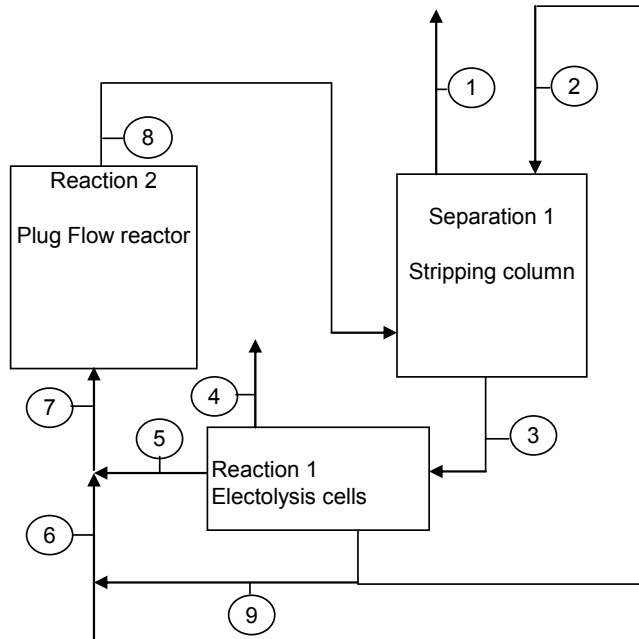 1
2
8
Reaction 2
Plug Flow reactor
Separation 1
Stripping column
7
4
5
3
Reaction 1
Electolysis cells
6
9